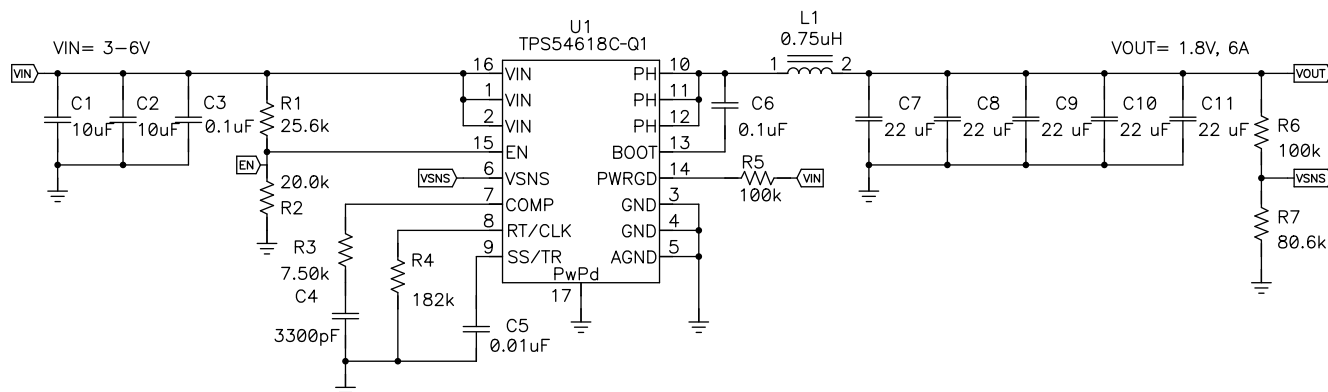 VIN= 3-6V
U1
TPS54618C-Q1
L1
0.75uH
VOUT= 1.8V, 6A
VIN
C1
10uF
C2
10uF
C3
0.1uF
R1
25.6k
EN
20.0k
R2
16 VIN
1 VIN
2 VIN
15 EN
VSNS
6 VSNS
7 COMP
8 RT/CLK
9 SS/TR
PwPd
17
PH 10
PH 11
PH 12
BOOT 13
PWRGD 14
GND 3
GND 4
AGND 5
1 2
C6
0.1uF
R5
100k
VIN
C7
22 uF
C8
22 uF
C9
22 uF
C10
22 uF
C11
22 uF
VOUT
R6
100k
VSNS
R7
80.6k
R3
7.50k
C4
3300pF
R4
182k
C5
0.01uF